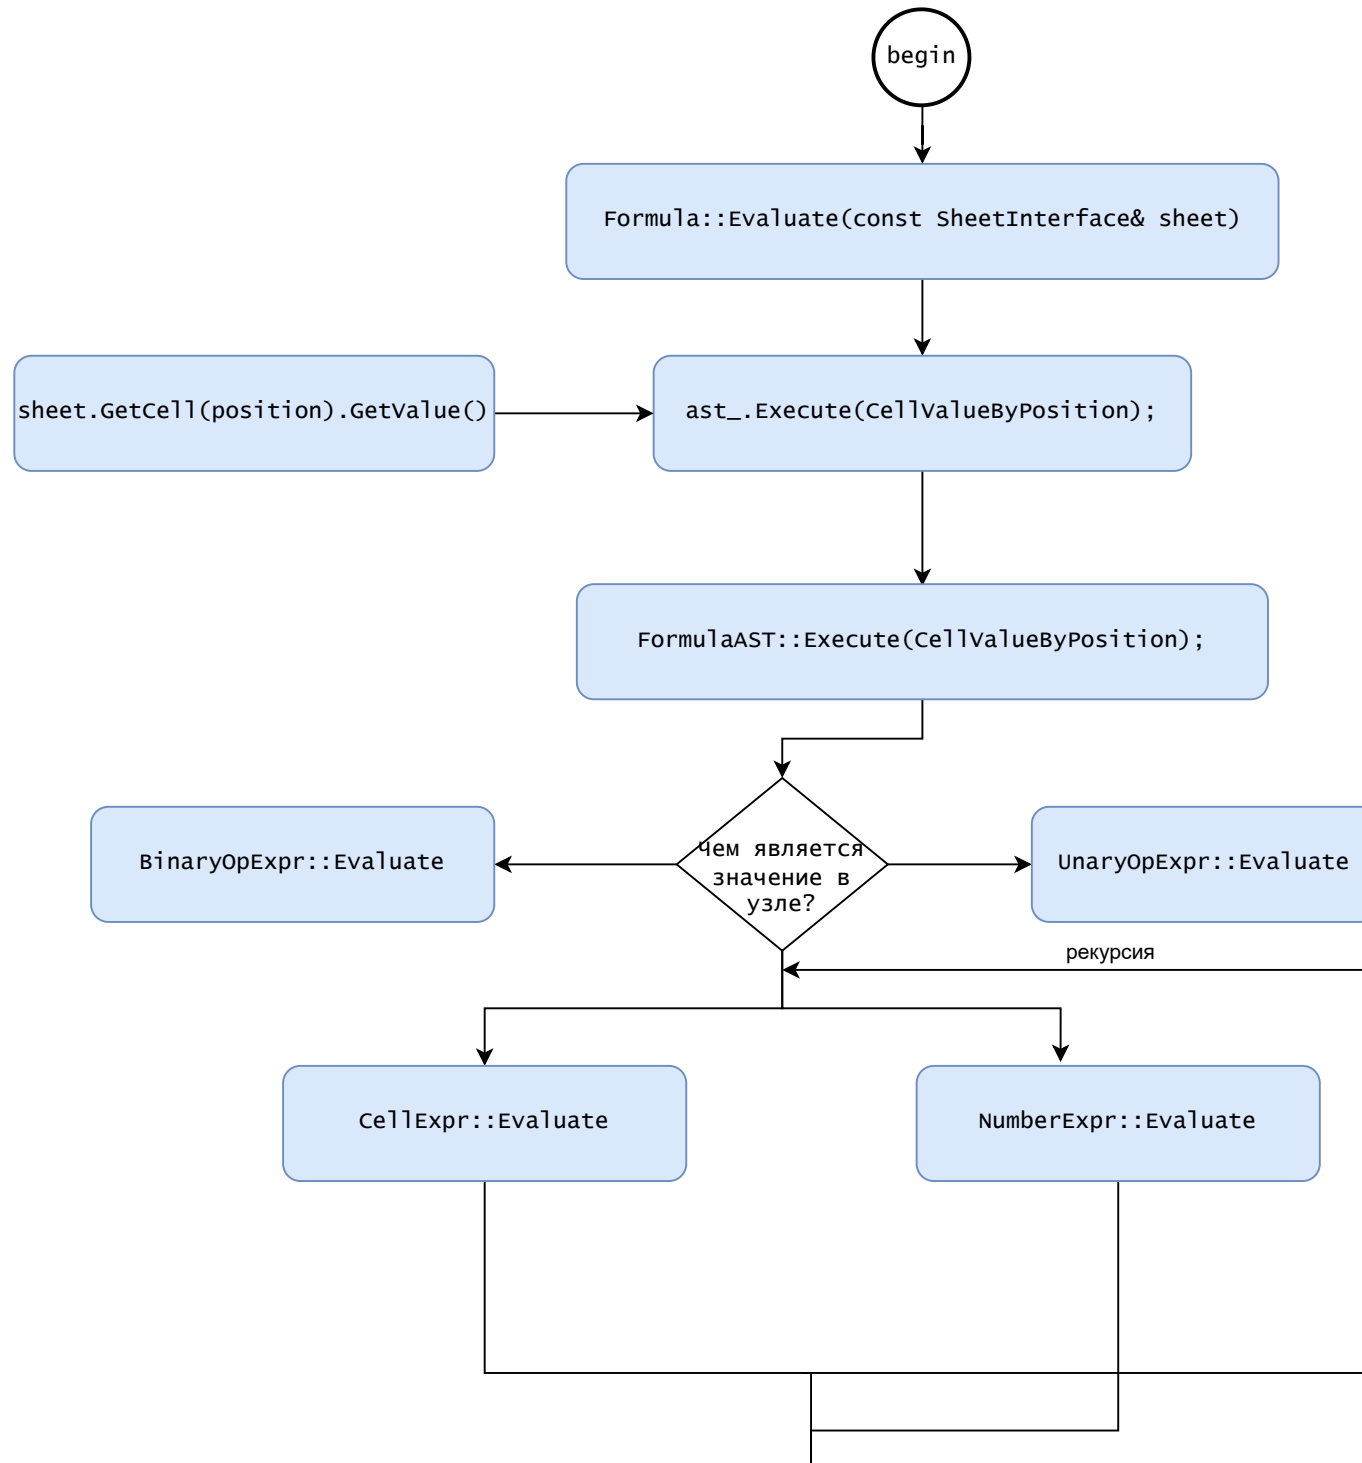 begin
Formula::Evaluate(const SheetInterface& sheet)
sheet.GetCell(position).GetValue()
ast_.Execute(CellValueByPosition);
FormulaAST::Execute(CellValueByPosition);
BinaryOpExpr::Evaluate
Чем является
значение в
узле?
UnaryOpExpr::Evaluate
рекурсия
CellExpr::Evaluate
NumberExpr::Evaluate